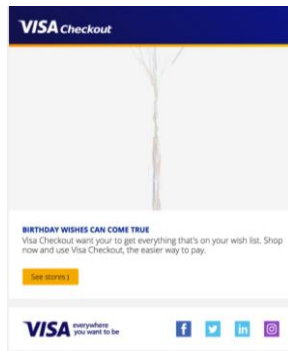 VISA Checkout
BIRTHDAY WISHES CAN COME TRUE
Visa Checkout want your to get everything that's on your wish list. Shop
now and use Visa Checkout, the easier way to pay.
See stores ›
VISA everywhere
you want to be